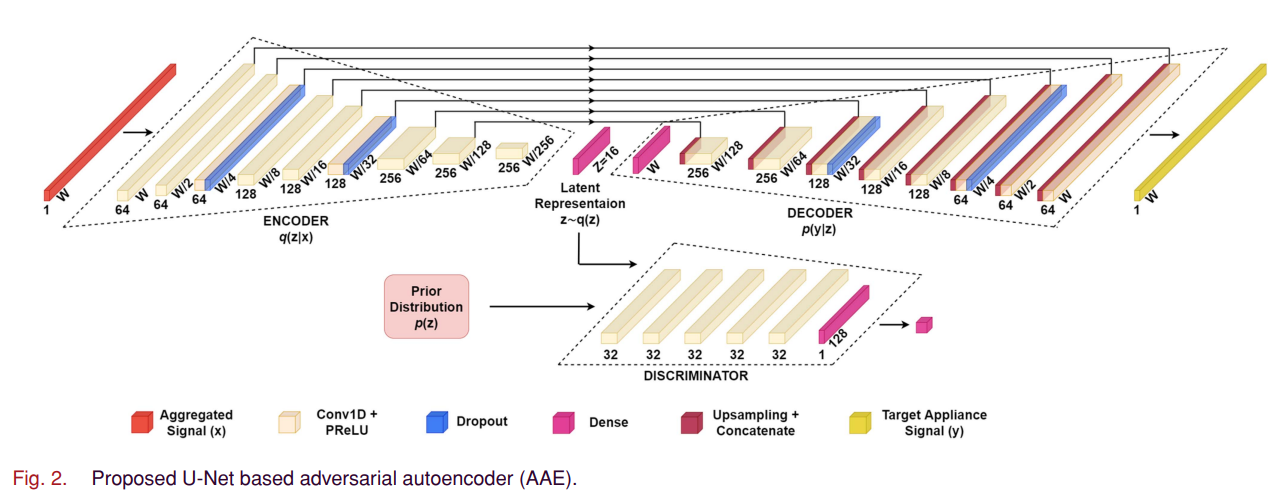 1 W
64 W
64 W/2
64 W/4
128 W/8
128 W/16
128 W/32
256 W/64
256 W/128
256 W/256
ENCODER
q(z|x)
Z=16
Latent
Representaion
z~q(z)
W
256 W/128
256 W/64
128 W/32
128 W/16
128 W/8
64 W/4
64 W/2
64 W
DECODER
p(y|z)
1 W
Prior
Distribution
p(z)
32 32 32 32 32 1 128
DISCRIMINATOR
Aggregated
Signal (x)
Conv1D +
PReLU
Dropout
Dense
Upsampling +
Concatenate
Target Appliance
Signal (y)
Fig. 2. Proposed U-Net based adversarial autoencoder (AAE).